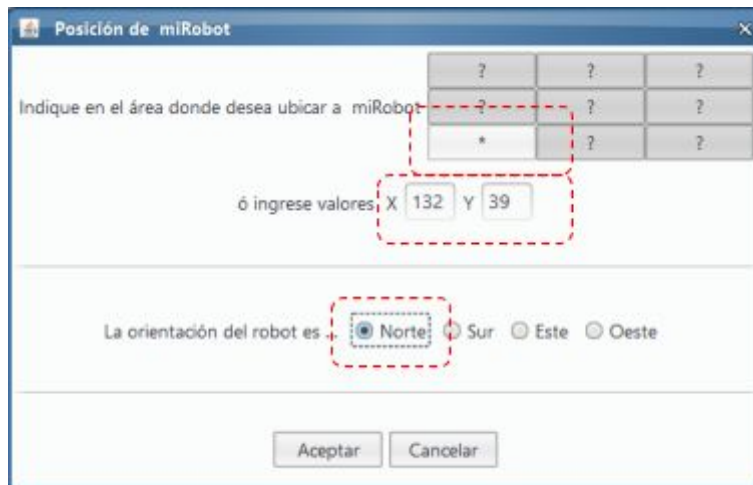 Posición de miRobot
? ? ?
Indique en el área donde desea ubicar a miRobot ? ? ?
* ? ?
ó ingrese valores X 132 Y 39
La orientación del robot es ... Norte Sur Este Oeste
Aceptar Cancelar